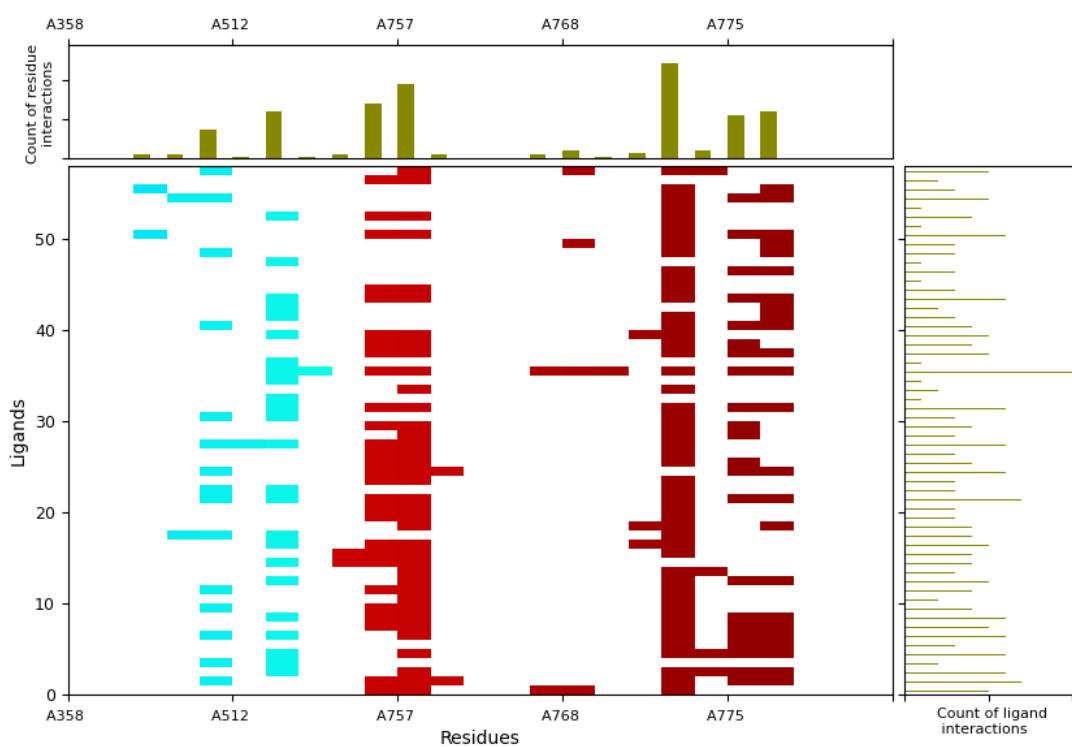 A358 A512 A757 A768 A775
Count of residue
interactions
Ligands
50
40
30
20
10
0
A358 A512 A757 A768 A775
Residues
Count of ligand
interactions